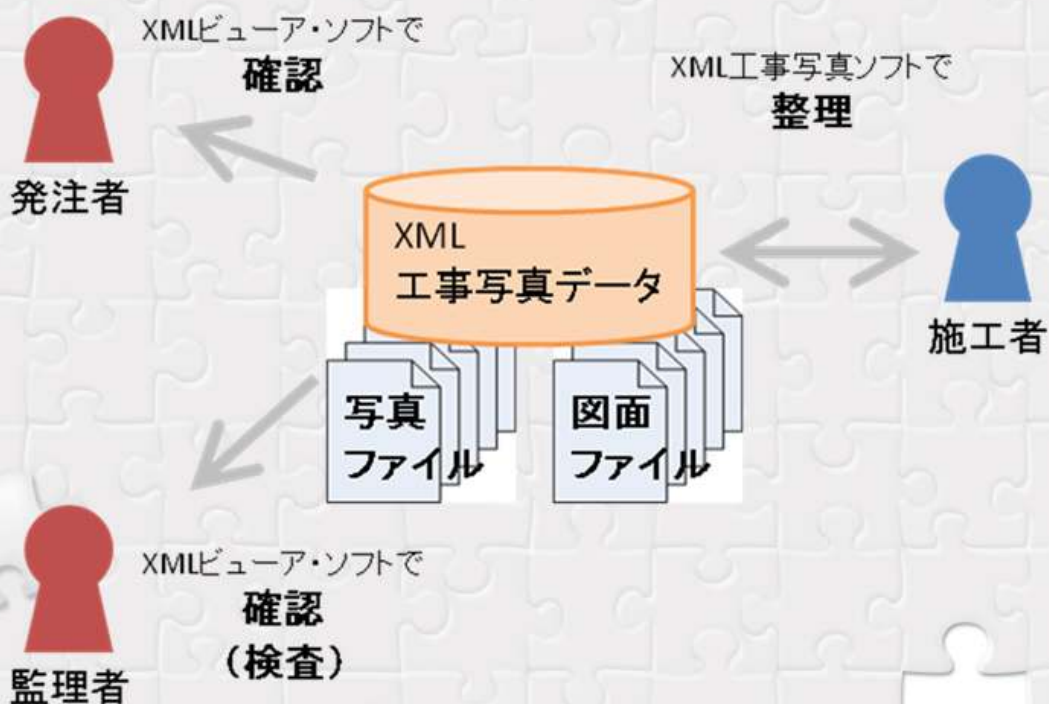 XMLビューア・ソフトで
確認
発注者
XML工事写真ソフトで
整理
施工者
XML
工事写真データ
写真
ファイル
図面
ファイル
XMLビューア・ソフトで
確認
(検査)
監理者